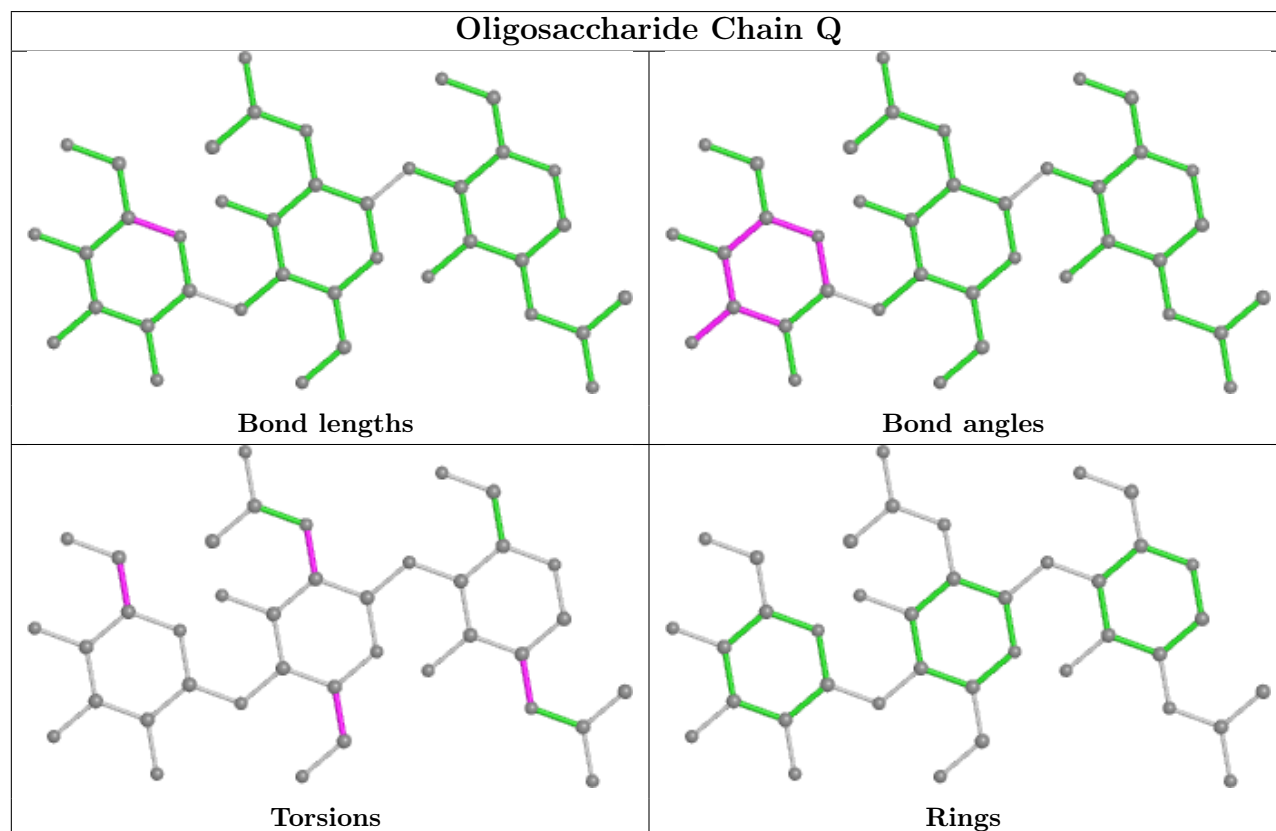 Oligosaccharide Chain Q
Bond lengths
Bond angles
Torsions
Rings